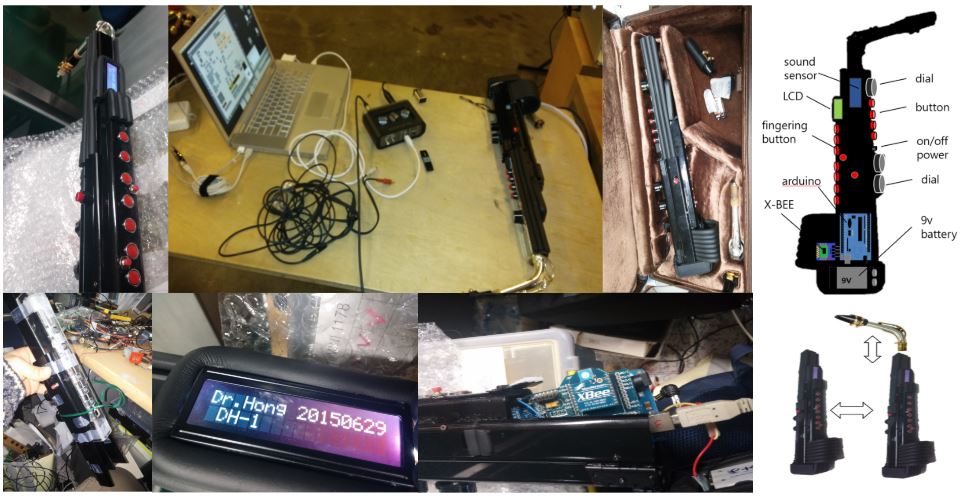 sound
sensor
LCD
fingering
button
arduino
X-BEE
dial
button
on/off
power
dial
9v
battery
9V
Dr.Hong 20150629
DH-1
XBee